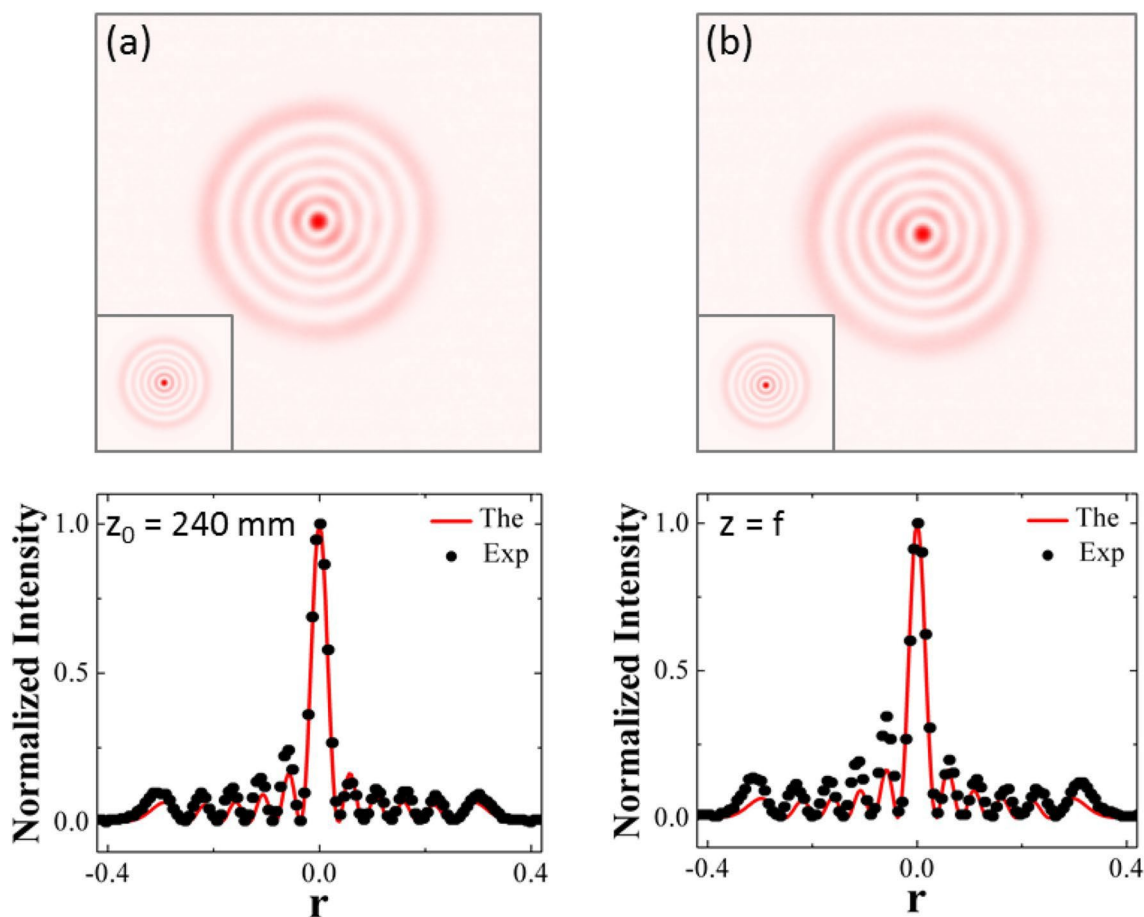 (a)
(b)
Normalized Intensity
1.0
0.5
0.0
z₀ = 240 mm
The
Exp
-0.4
0.0
0.4
r
Normalized Intensity
1.0
0.5
0.0
z = f
The
Exp
-0.4
0.0
0.4
r